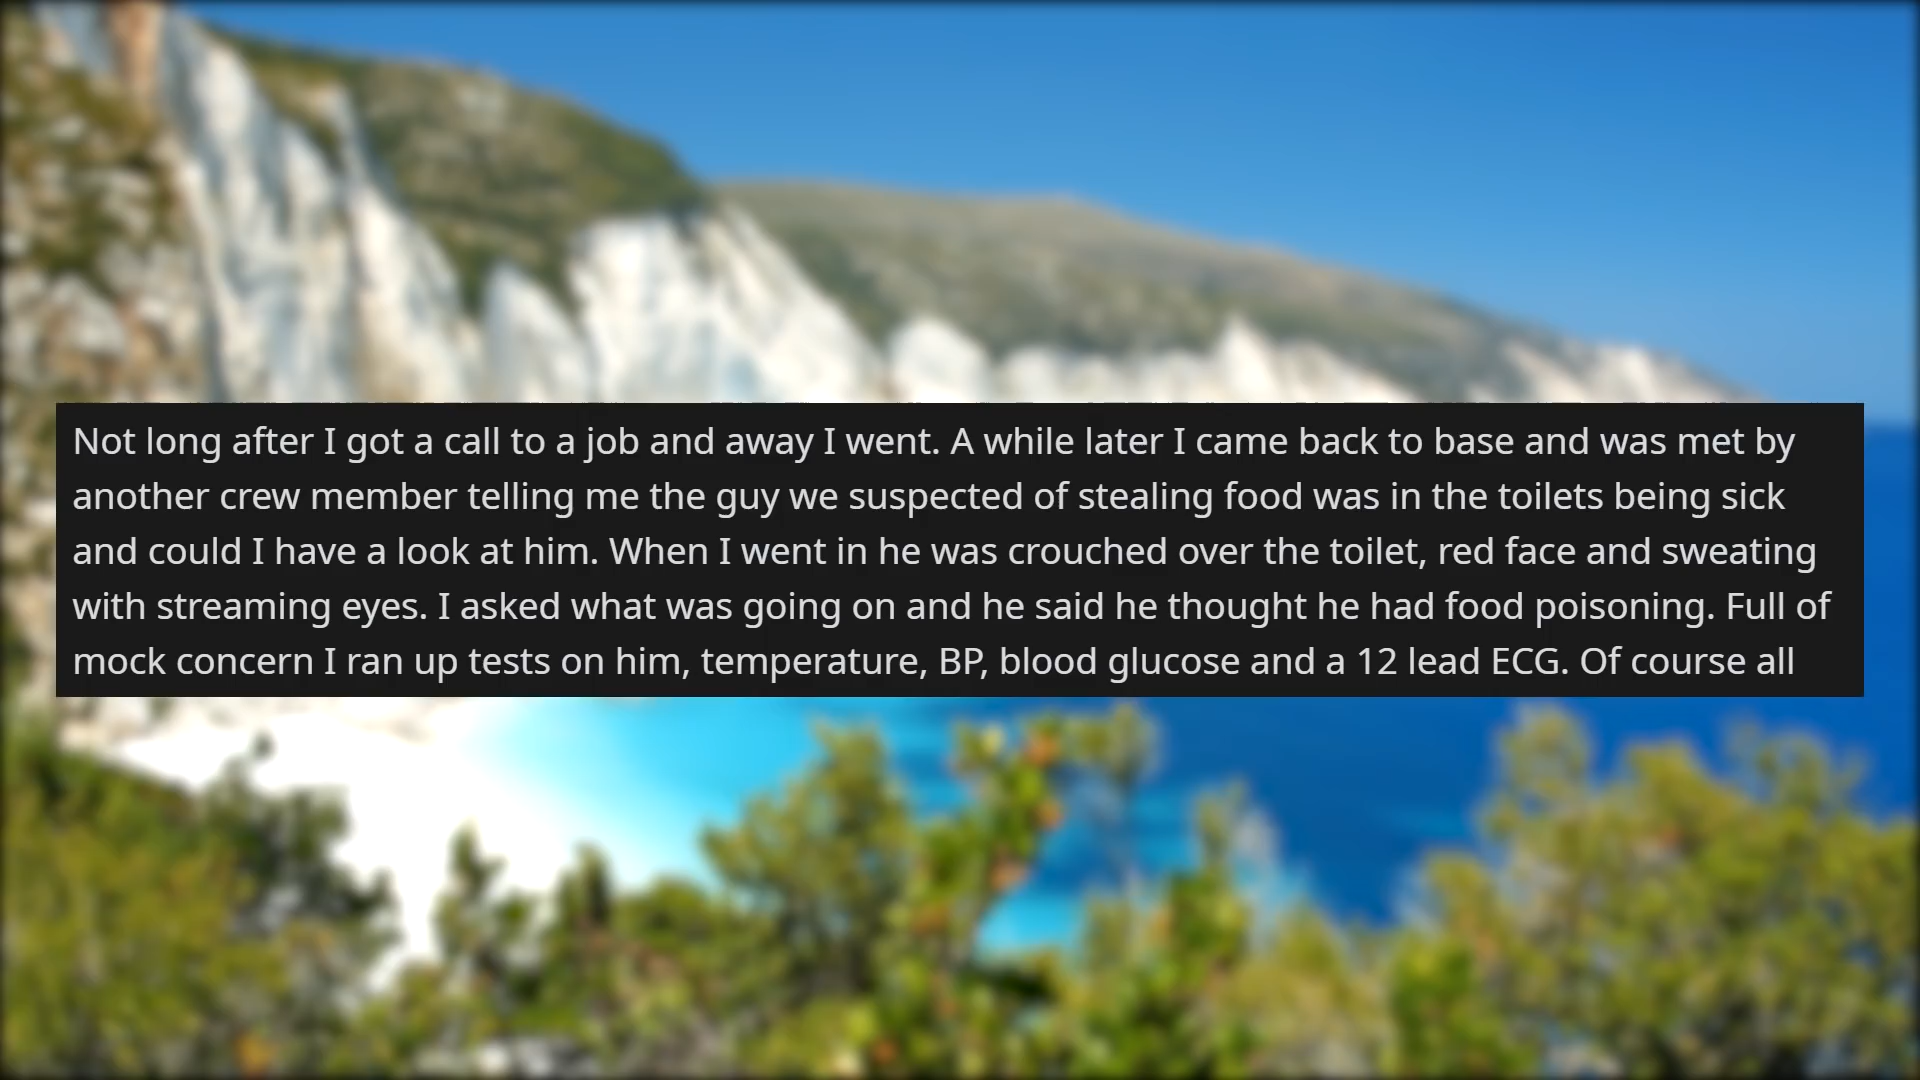 Not long after I got a call to a job and away I went. A while later I came back to base and was met by
another crew member telling me the guy we suspected of stealing food was in the toilets being sick
and could I have a look at him. When I went in he was crouched over the toilet, red face and sweating
with streaming eyes. I asked what was going on and he said he thought he had food poisoning. Full of
mock concern I ran up tests on him, temperature, BP, blood glucose and a 12 lead ECG. Of course all